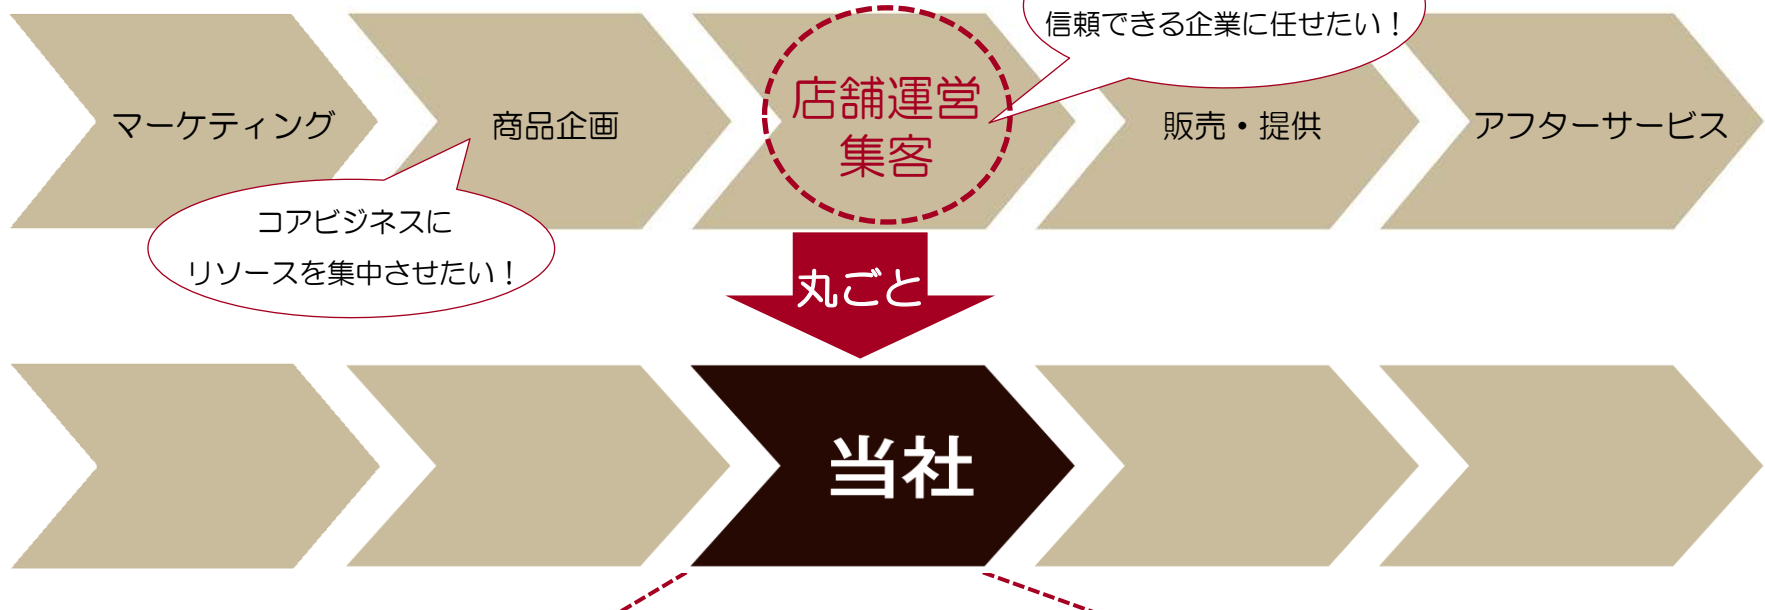 信頼できる企業に任せたい！
マーケティング
商品企画
店舗運営
集客
販売・提供
アフターサービス
コアビジネスに
リソースを集中させたい！
丸ごと
当社